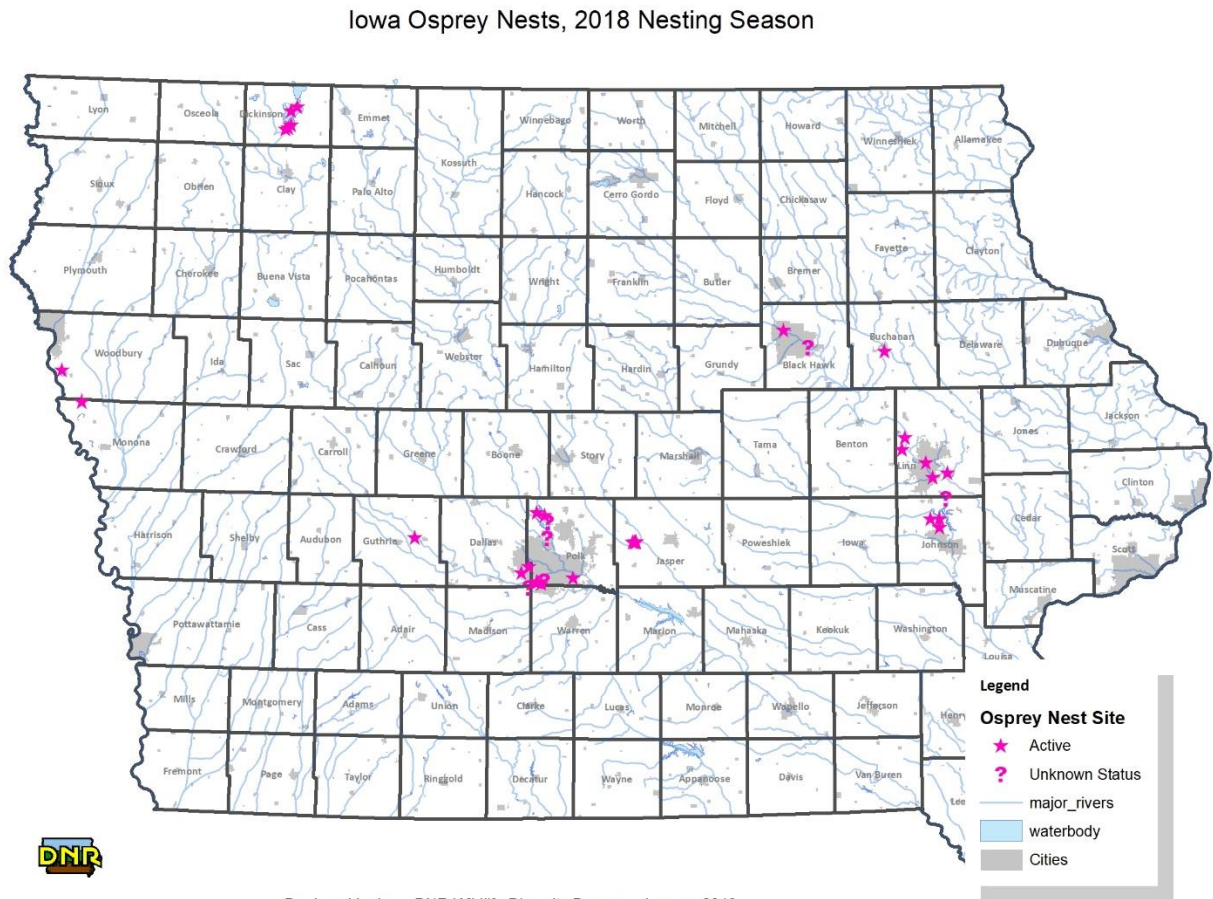 Iowa Osprey Nests, 2018 Nesting Season
Lyon
Osceola
Dickinson
Emmet
Kossuth
Winnebago
Worth
Mitchell
Howard
Winneshiek
Allamakee
Sioux
Obrien
Clay
Palo Alto
Hancock
Cerro Gordo
Floyd
Chickasaw
Fayette
Clayton
Plymouth
Cherokee
Buena Vista
Pocahontas
Humboldt
Wright
Franklin
Butler
Bremer
Woodbury
Ida
Sac
Calhoun
Webster
Hamilton
Hardin
Grundy
Black Hawk
?
Buchanan
Delaware
Dubuque
Monona
Crawford
Carroll
Greene
Boone
Story
Marshall
Tama
Benton
Linn
Jones
Jackson
Clinton
Harrison
Shelby
Audubon
Guthrie
Dallas
Polk
?
?
?
?
Jasper
Poweshiek
Iowa
Johnson
?
Cedar
Scott
Muscatine
Pottawattamie
Cass
Adair
Madison
Warren
Marion
Mahaska
Keokuk
Washington
Louisa
Mills
Montgomery
Adams
Union
Clarke
Lucas
Monroe
Wapello
Jefferson
Henry
Fremont
Page
Taylor
Ringgold
Decatur
Wayne
Appanoose
Davis
Van Buren
Lee
Legend
Osprey Nest Site
Active
? Unknown Status
major_rivers
waterbody
Cities
DNR